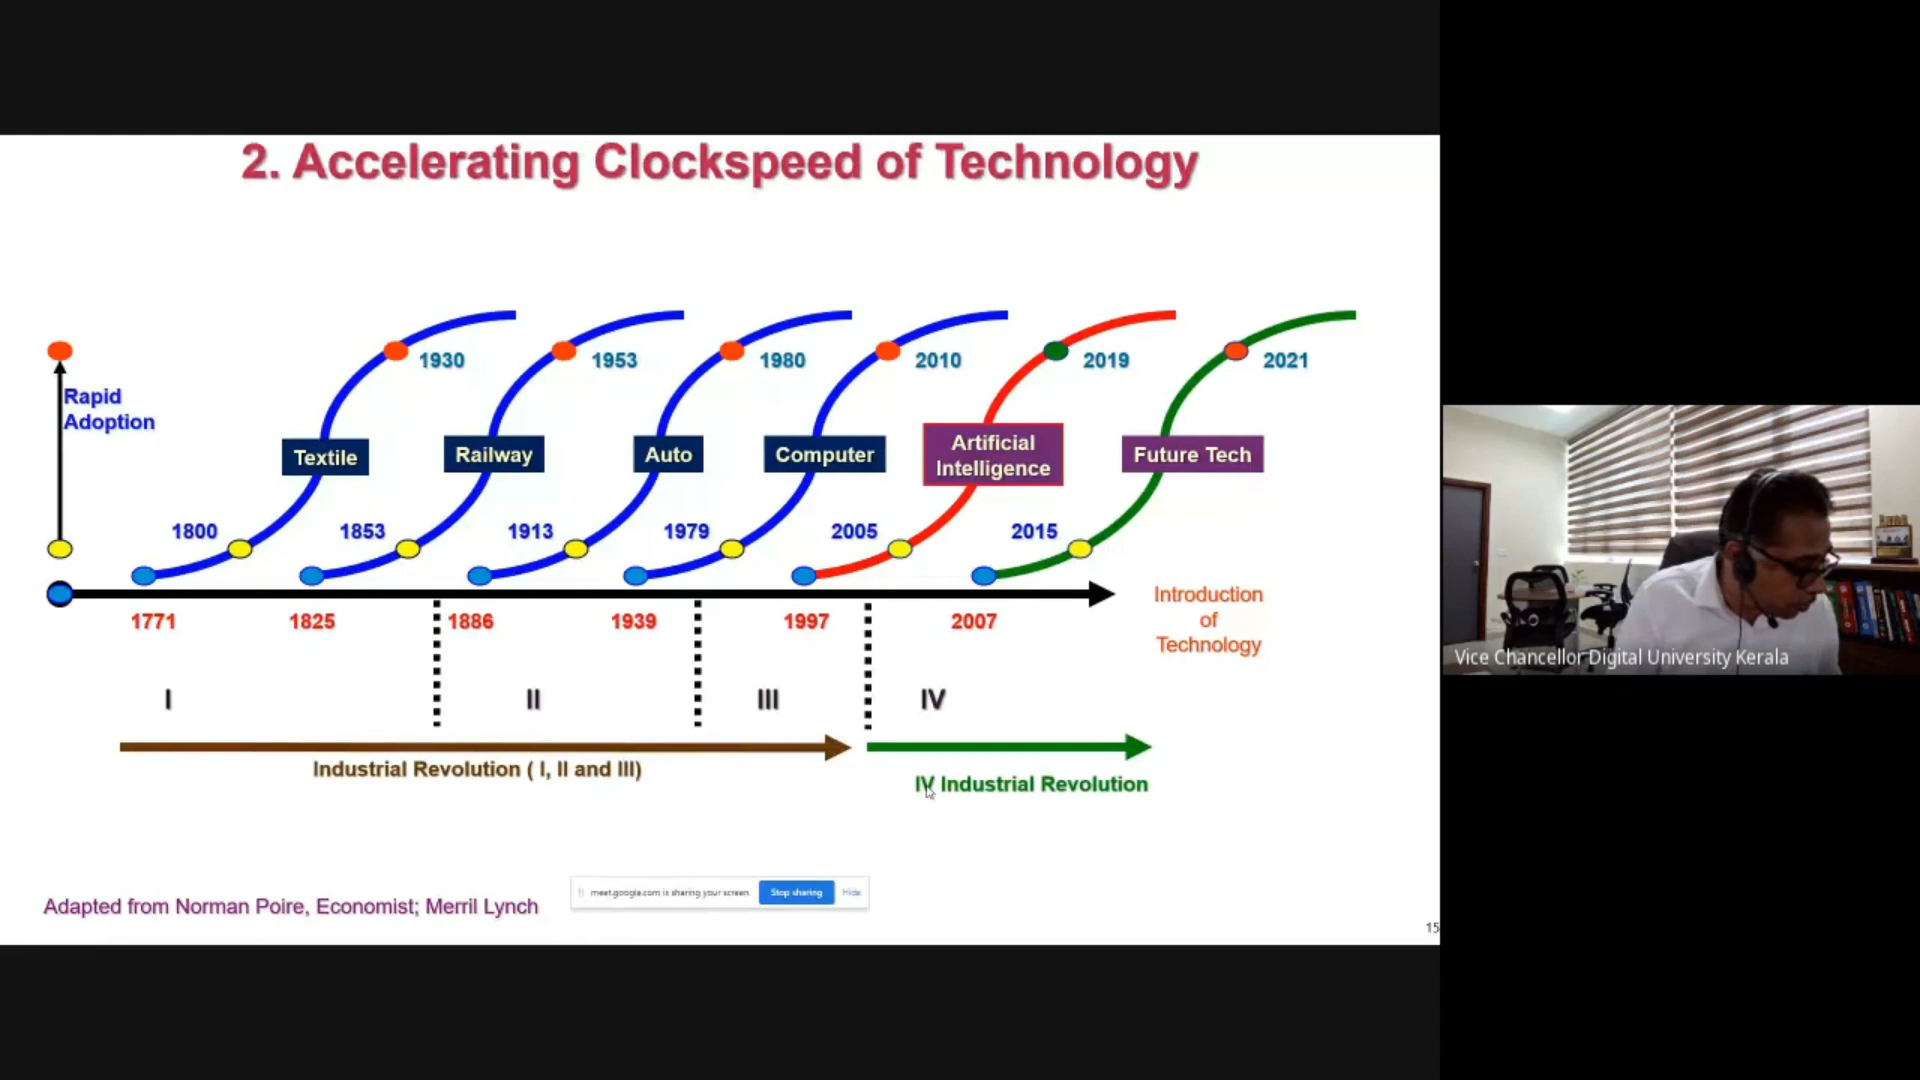 2. Accelerating Clockspeed of Technology
1930
1953
1980
2010
2019
2021
Rapid
Adoption
Textile
Railway
Auto
Computer
Artificial
Intelligence
Future Tech
1800
1853
1913
1979
2005
2015
1771
1825
1886
1939
1997
2007
Introduction
of
Technology
I
II
III
IV
Industrial Revolution ( I, II and III)
IV Industrial Revolution
Adapted from Norman Poire, Economist; Merril Lynch
meet.google.com is sharing your screen.
Stop sharing
Hide
15
Vice Chancellor Digital University Kerala